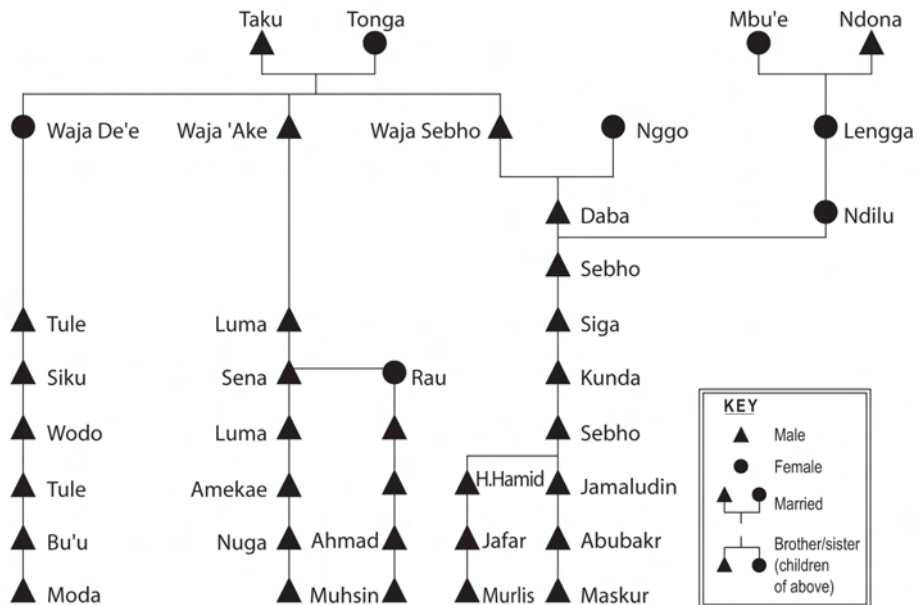 Taku Tonga Mbu'e Ndona
Waja De'e Waja 'Ake Waja Sebho Nggo Lengga
Daba Ndilu
Sebho
Tule Luma Siga
Siku Sena Rau Kunda
Wodo Luma Sebho
Tule Amekae H.Hamid Jamaludin
Bu'u Nuga Ahmad Jafar Abubakr
Moda Muhsin Murlis Maskur
KEY
Male
Female
Married
Brother/sister
(children
of above)